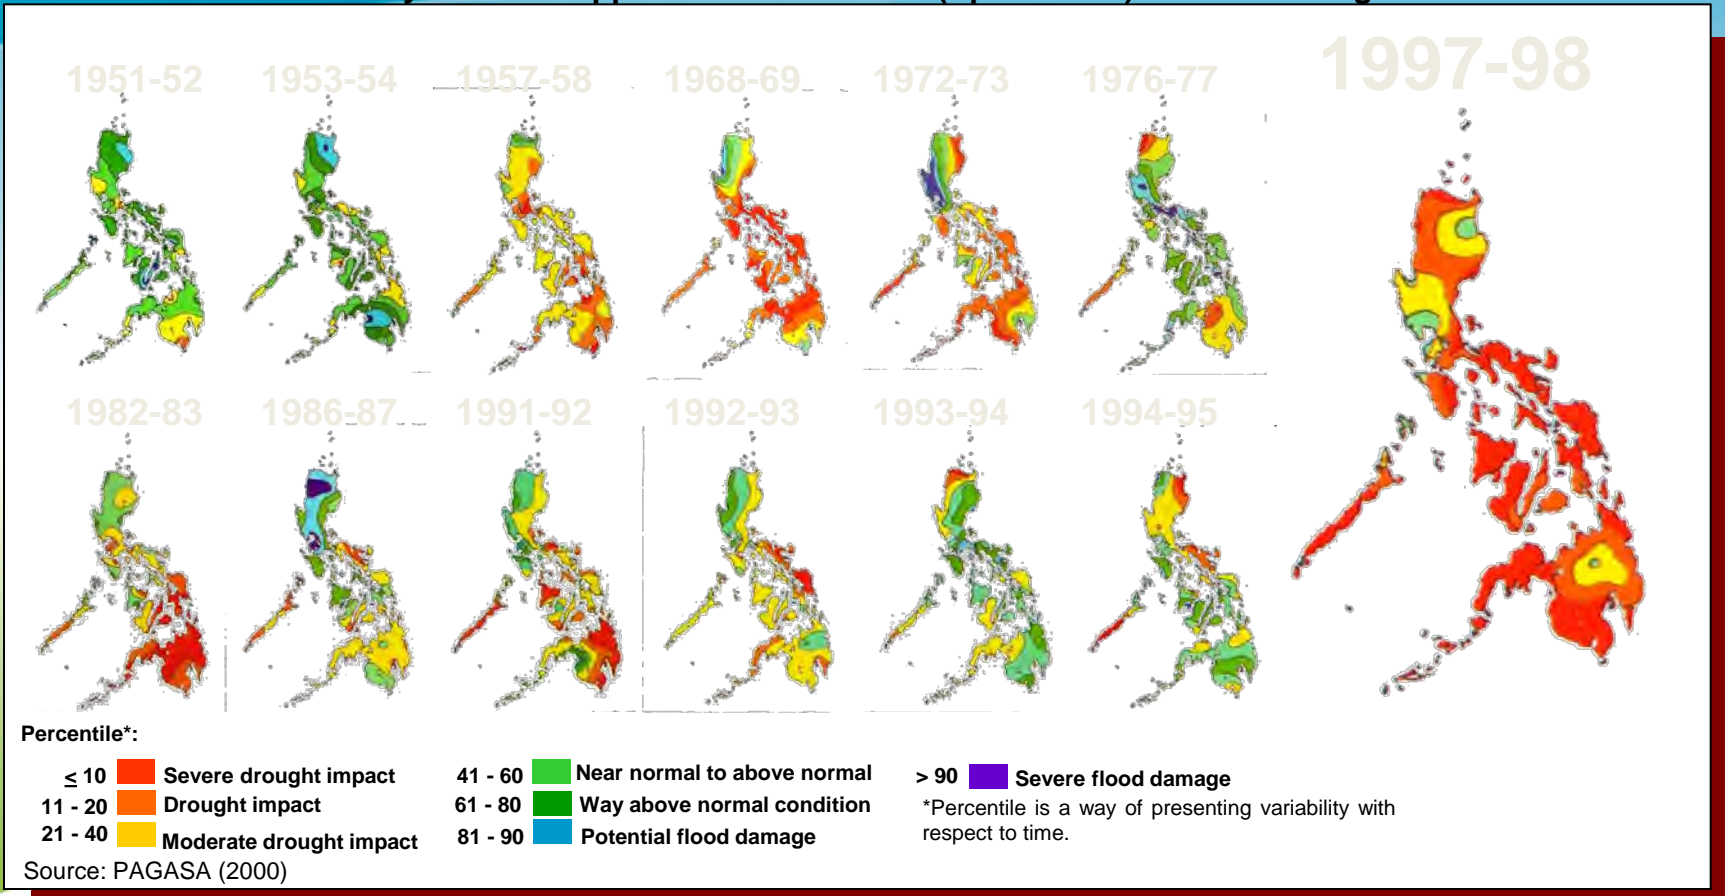 1951-52 1953-54 1957-58 1968-69 1972-73 1976-77 1997-98
1982-83 1986-87 1991-92 1992-93 1993-94 1994-95
Percentile*:
≤ 10 Severe drought impact
11 - 20 Drought impact
21 - 40 Moderate drought impact
41 - 60 Near normal to above normal
61 - 80 Way above normal condition
81 - 90 Potential flood damage
> 90 Severe flood damage
*Percentile is a way of presenting variability with
respect to time.
Source: PAGASA (2000)